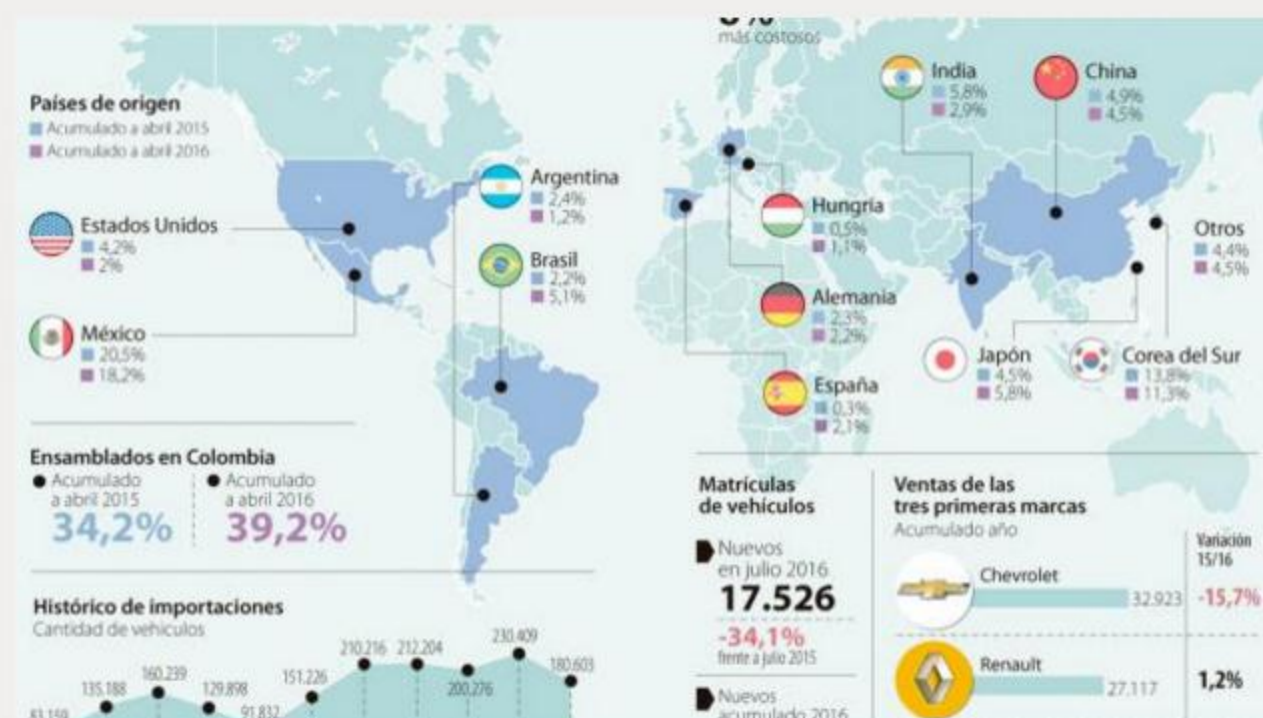 más costosos
Países de origen
Acumulado a abril 2015
Acumulado a abril 2016
Estados Unidos
4,2%
2%
México
20,5%
18,2%
Argentina
2,4%
1,2%
Brasil
2,2%
5,1%
India
5,8%
2,9%
China
4,9%
4,5%
Hungría
0,5%
1,1%
Alemania
2,3%
2,2%
España
0,3%
2,1%
Otros
4,4%
4,5%
Japón
4,5%
5,8%
Corea del Sur
13,8%
11,3%
Ensamblados en Colombia
Acumulado
a abril 2015
34,2%
Acumulado
a abril 2016
39,2%
Histórico de importaciones
Cantidad de vehículos
83.159
135.188
160.239
129.898
91.832
151.226
210.216
212.204
200.276
230.409
180.603
Matrículas
de vehículos
Nuevos
en julio 2016
17.526
-34,1%
frente a julio 2015
Nuevos
acumulado 2016
Ventas de las
tres primeras marcas
Acumulado año
Variación
15/16
Chevrolet
32.923
-15,7%
Renault
27.117
1,2%